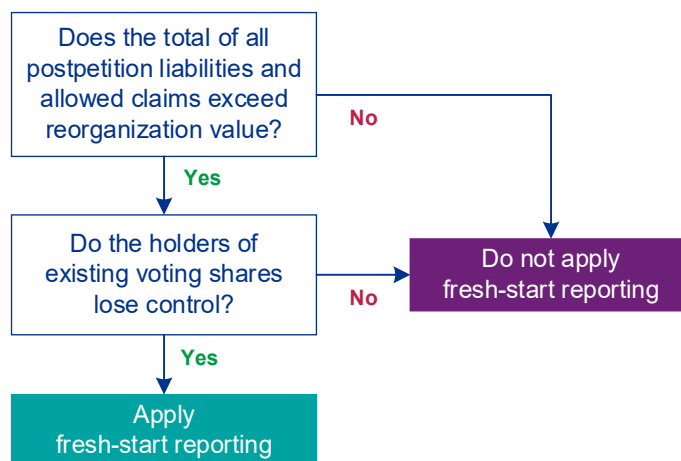 Does the total of all
postpetition liabilities and
allowed claims exceed
reorganization value?
No
Yes
Do the holders of
existing voting shares
lose control?
No
Do not apply
fresh-start reporting
Yes
Apply
fresh-start reporting